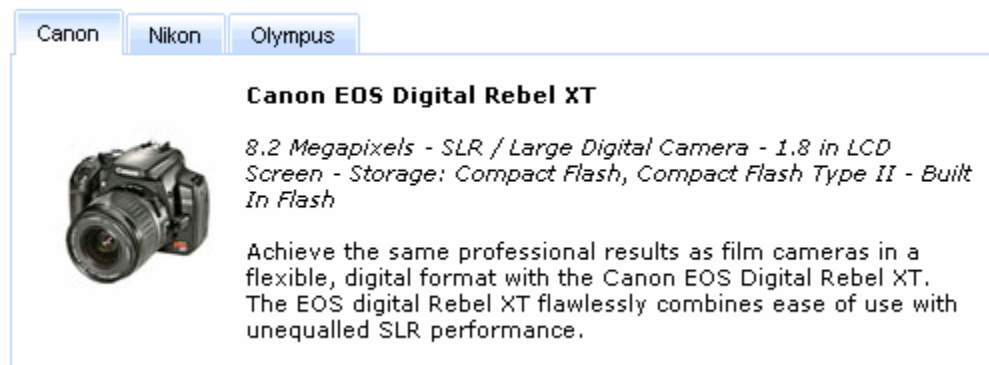 Canon Nikon Olympus
Canon EOS Digital Rebel XT
8.2 Megapixels - SLR / Large Digital Camera - 1.8 in LCD
Screen - Storage: Compact Flash, Compact Flash Type II - Built
In Flash
Achieve the same professional results as film cameras in a
flexible, digital format with the Canon EOS Digital Rebel XT.
The EOS digital Rebel XT flawlessly combines ease of use with
unequalled SLR performance.